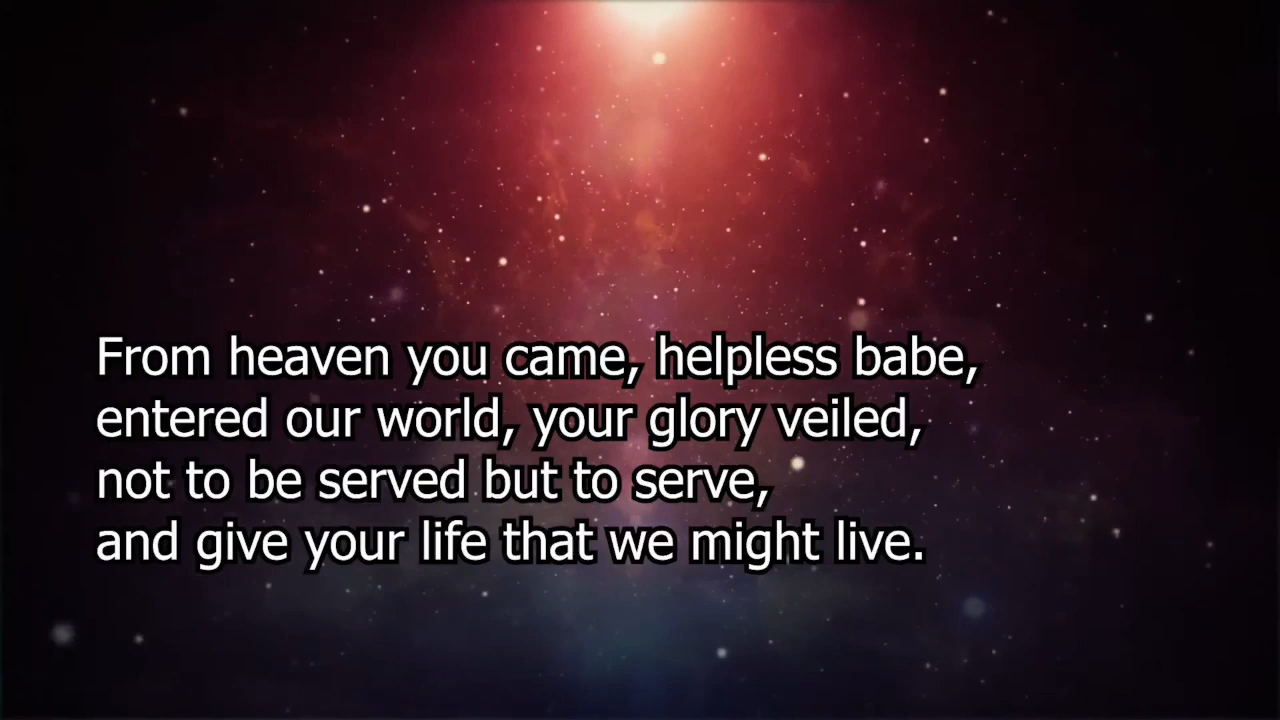 From heaven you came, helpless babe,
entered our world, your glory veiled,
not to be served but to serve,
and give your life that we might live.